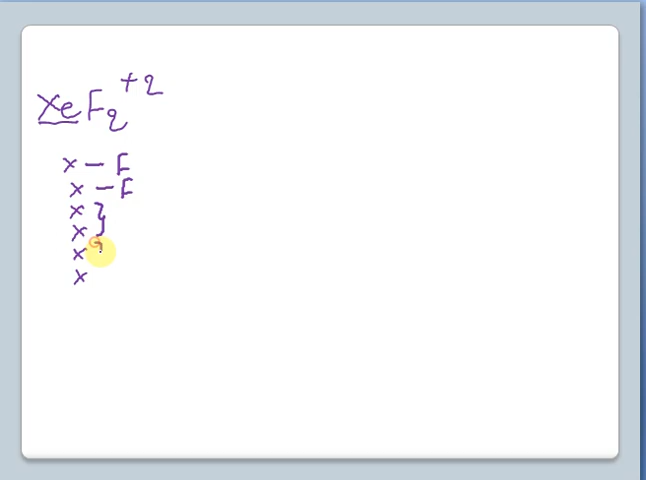 XeF₂⁺²
x – F
x – F
x }
x
x
x